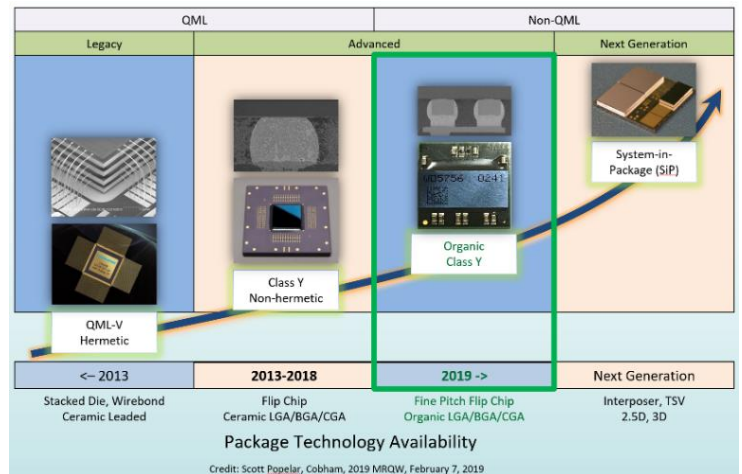 QML
Non-QML
Legacy
Advanced
Next Generation
QML-V
Hermetic
Class Y
Non-hermetic
Organic
Class Y
System-in-
Package (SiP)
<– 2013
2013-2018
2019 ->
Next Generation
Stacked Die, Wirebond
Ceramic Leaded
Flip Chip
Ceramic LGA/BGA/CGA
Fine Pitch Flip Chip
Organic LGA/BGA/CGA
Interposer, TSV
2.5D, 3D
Package Technology Availability
Credit: Scott Popelar, Cobham, 2019 MRQW, February 7, 2019